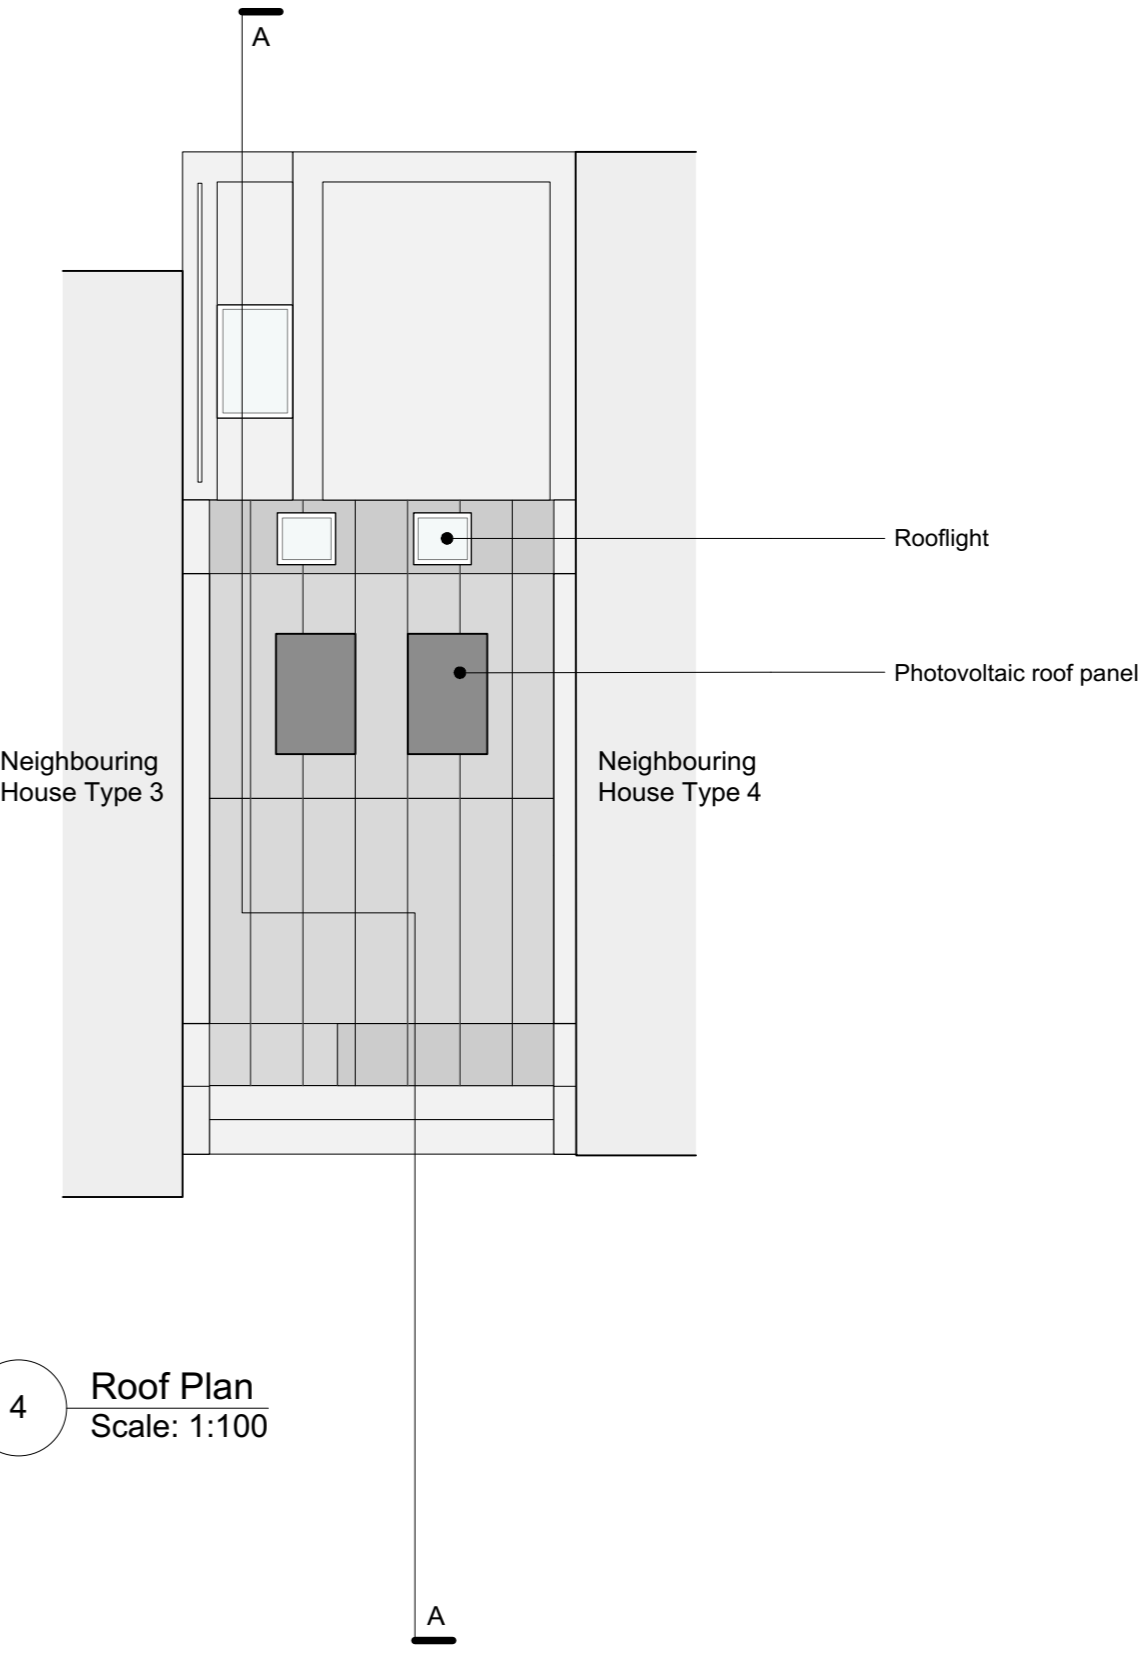 A
Rooflight
Photovoltaic roof panel
Neighbouring
House Type 3
Neighbouring
House Type 4
4
Roof Plan
Scale: 1:100
A